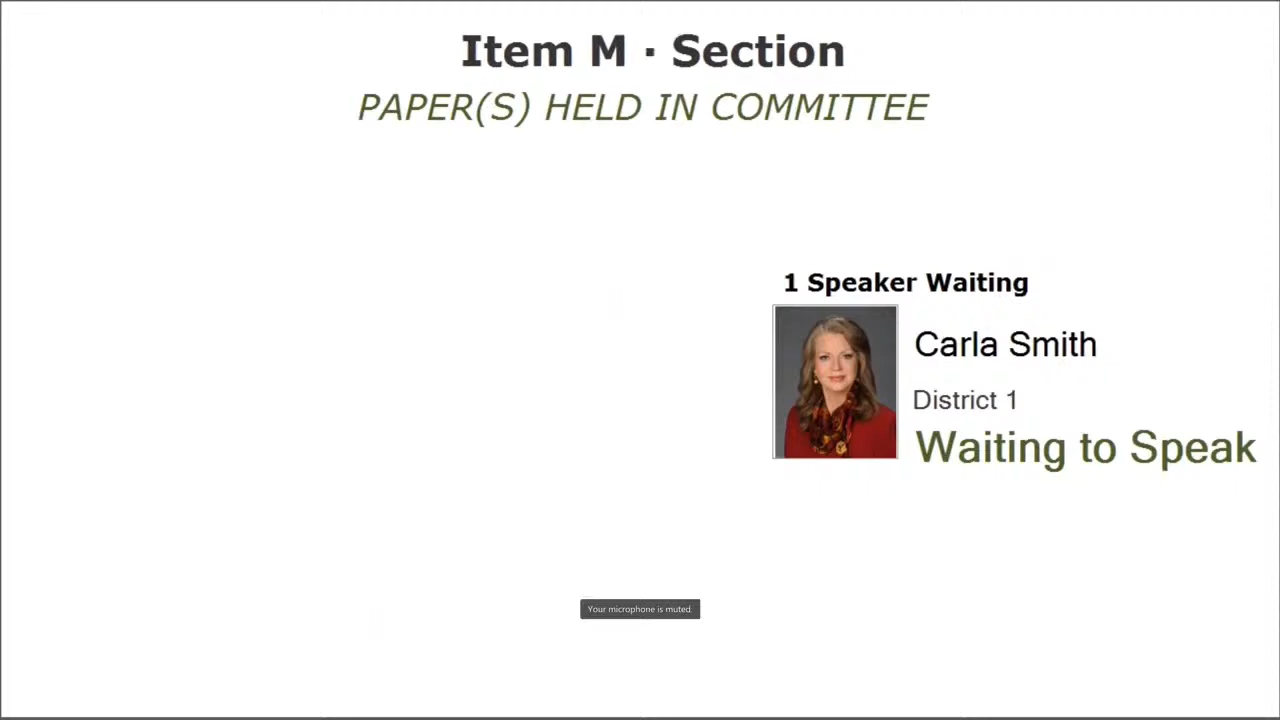 Item M · Section
PAPER(S) HELD IN COMMITTEE
1 Speaker Waiting
Carla Smith
District 1
Waiting to Speak
Your microphone is muted.